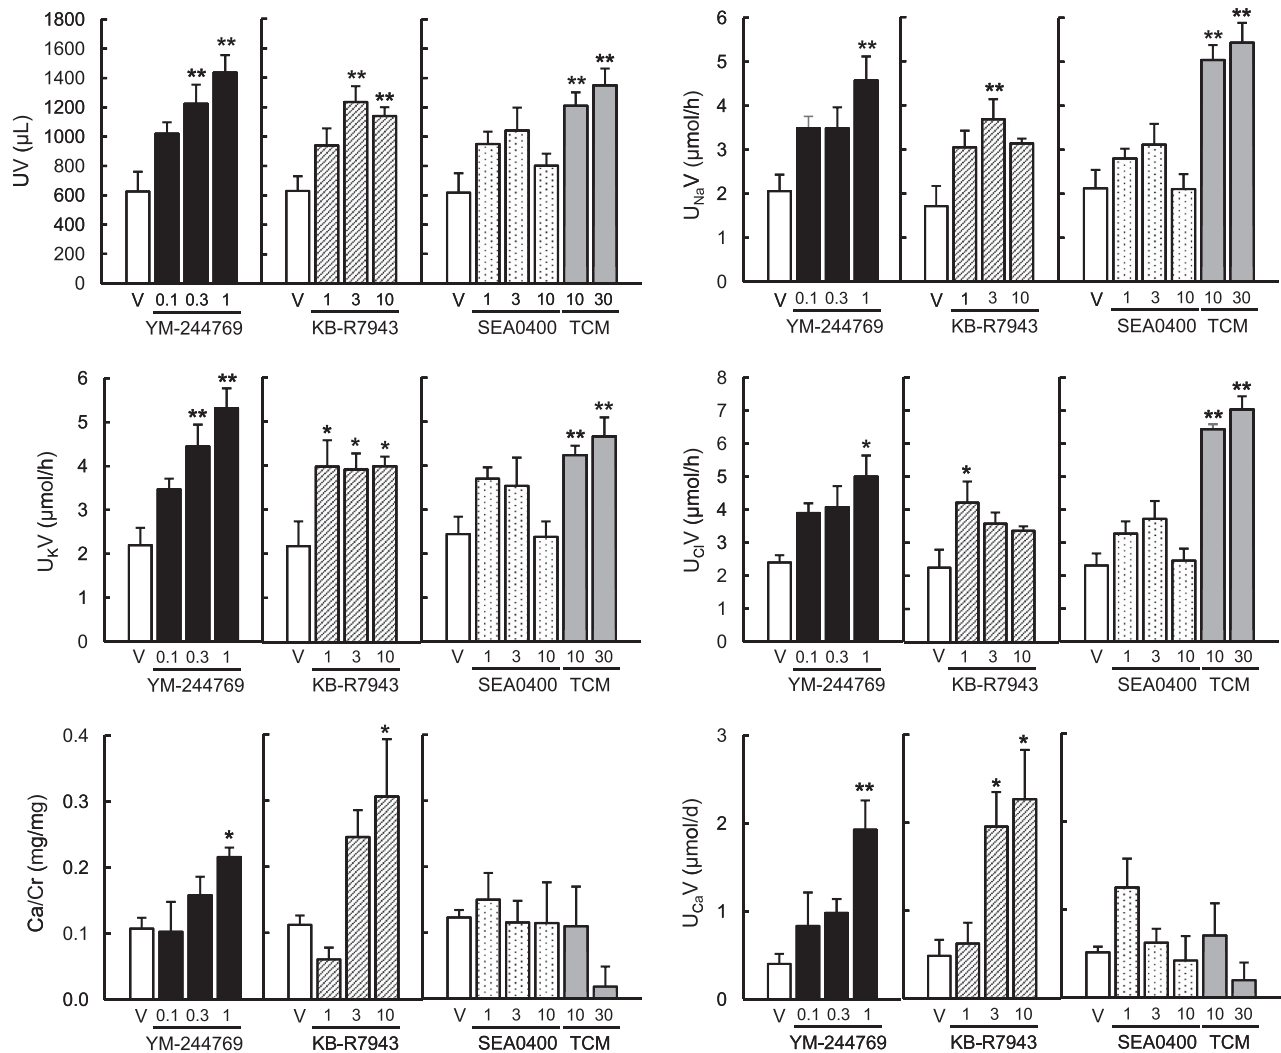 1800
1600
1400
1200
1000
800
600
400
200
0
UV (µL)
** ** ** ** ** **
V 0.1 0.3 1 V 1 3 10 V 1 3 10 10 30
YM-244769 KB-R7943 SEA0400 TCM
6
5
4
3
2
1
0
UNaV (µmol/h)
** ** ** **
V 0.1 0.3 1 V 1 3 10 V 1 3 10 10 30
YM-244769 KB-R7943 SEA0400 TCM
6
5
4
3
2
1
0
UKV (µmol/h)
** ** * * * ** **
V 0.1 0.3 1 V 1 3 10 V 1 3 10 10 30
YM-244769 KB-R7943 SEA0400 TCM
8
7
6
5
4
3
2
1
0
UClV (µmol/h)
* * ** **
V 0.1 0.3 1 V 1 3 10 V 1 3 10 10 30
YM-244769 KB-R7943 SEA0400 TCM
0.4
0.3
0.2
0.1
0.0
Ca/Cr (mg/mg)
* *
V 0.1 0.3 1 V 1 3 10 V 1 3 10 10 30
YM-244769 KB-R7943 SEA0400 TCM
3
2
1
0
UCaV (µmol/d)
** * *
V 0.1 0.3 1 V 1 3 10 V 1 3 10 10 30
YM-244769 KB-R7943 SEA0400 TCM